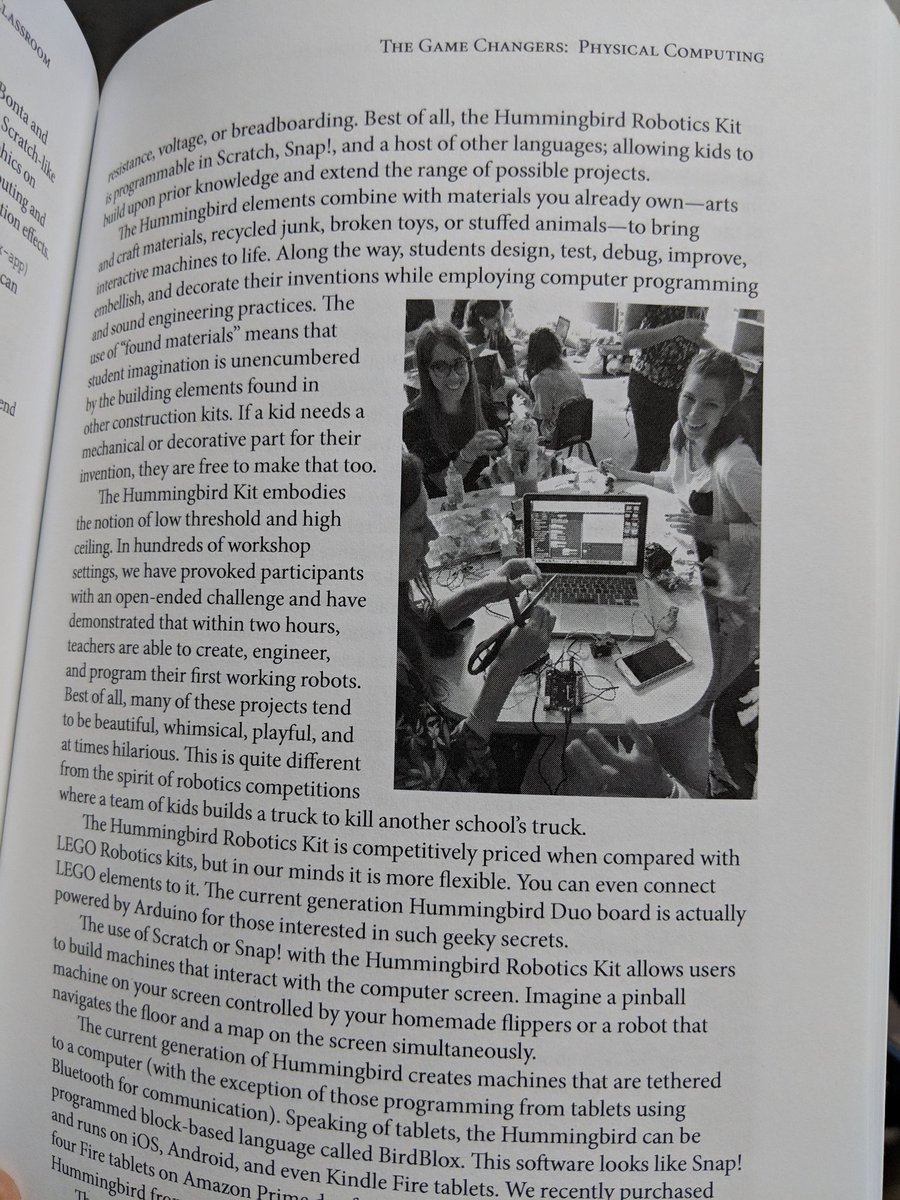 CLASSROOM
Bonta and
Scratch-like
phics on
puting and
tion effects.
r-app)
can
end
The Game Changers: Physical Computing
resistance, voltage, or breadboarding. Best of all, the Hummingbird Robotics Kit
is programmable in Scratch, Snap!, and a host of other languages; allowing kids to
build upon prior knowledge and extend the range of possible projects.
The Hummingbird elements combine with materials you already own—arts
and craft materials, recycled junk, broken toys, or stuffed animals—to bring
interactive machines to life. Along the way, students design, test, debug, improve,
embellish, and decorate their inventions while employing computer programming
and sound engineering practices. The
use of “found materials” means that
student imagination is unencumbered
by the building elements found in
other construction kits. If a kid needs a
mechanical or decorative part for their
invention, they are free to make that too.
The Hummingbird Kit embodies
the notion of low threshold and high
ceiling. In hundreds of workshop
settings, we have provoked participants
with an open-ended challenge and have
demonstrated that within two hours,
teachers are able to create, engineer,
and program their first working robots.
Best of all, many of these projects tend
to be beautiful, whimsical, playful, and
at times hilarious. This is quite different
from the spirit of robotics competitions
where a team of kids builds a truck to kill another school’s truck.
The Hummingbird Robotics Kit is competitively priced when compared with
LEGO Robotics kits, but in our minds it is more flexible. You can even connect
LEGO elements to it. The current generation Hummingbird Duo board is actually
powered by Arduino for those interested in such geeky secrets.
The use of Scratch or Snap! with the Hummingbird Robotics Kit allows users
to build machines that interact with the computer screen. Imagine a pinball
machine on your screen controlled by your homemade flippers or a robot that
navigates the floor and a map on the screen simultaneously.
The current generation of Hummingbird creates machines that are tethered
to a computer (with the exception of those programming from tablets using
Bluetooth for communication). Speaking of tablets, the Hummingbird can be
programmed block-based language called BirdBlox. This software looks like Snap!
and runs on iOS, Android, and even Kindle Fire tablets. We recently purchased
four Fire tablets on Amazon Prime
Hummingbird